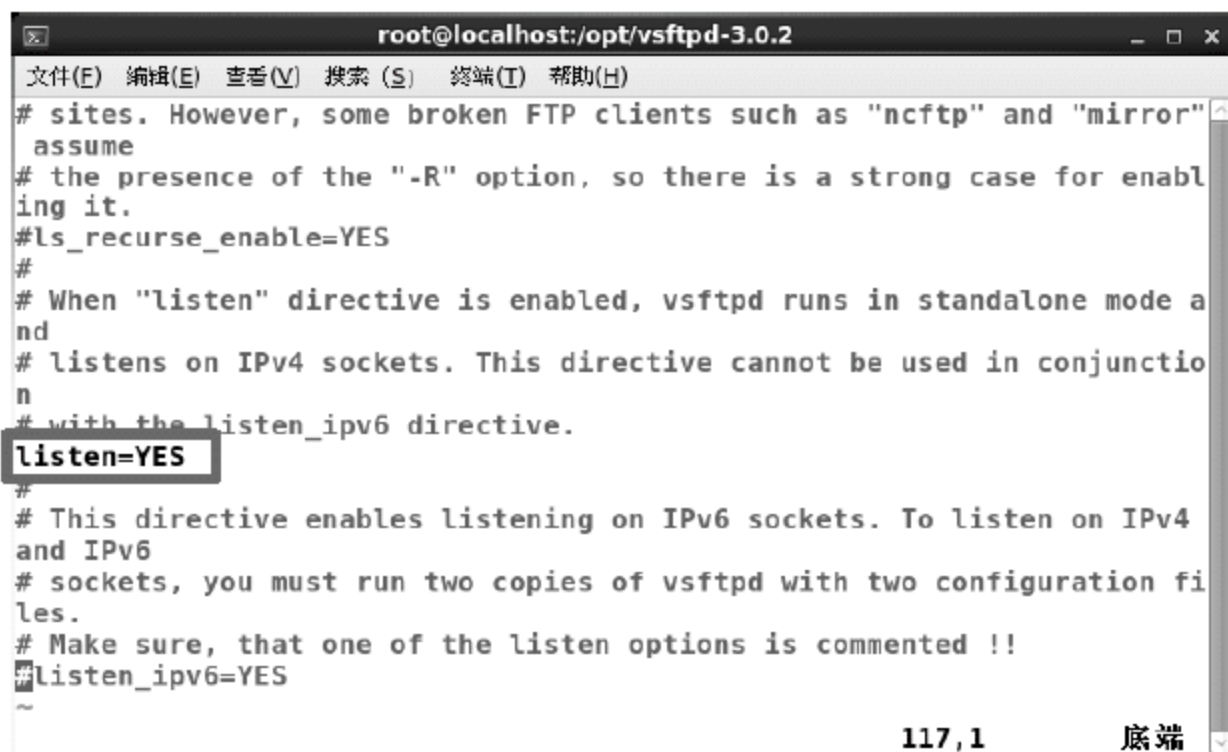 root@localhost:/opt/vsftpd-3.0.2
文件(F) 编辑(E) 查看(V) 搜索 (S) 终端(T) 帮助(H)
# sites. However, some broken FTP clients such as "ncftp" and "mirror"
assume
# the presence of the "-R" option, so there is a strong case for enabl
ing it.
#ls_recurse_enable=YES
#
# When "listen" directive is enabled, vsftpd runs in standalone mode a
nd
# listens on IPv4 sockets. This directive cannot be used in conjunctio
n
# with the listen_ipv6 directive.
listen=YES
#
# This directive enables listening on IPv6 sockets. To listen on IPv4
and IPv6
# sockets, you must run two copies of vsftpd with two configuration fi
les.
# Make sure, that one of the listen options is commented !!
#listen_ipv6=YES
~
117,1 底端